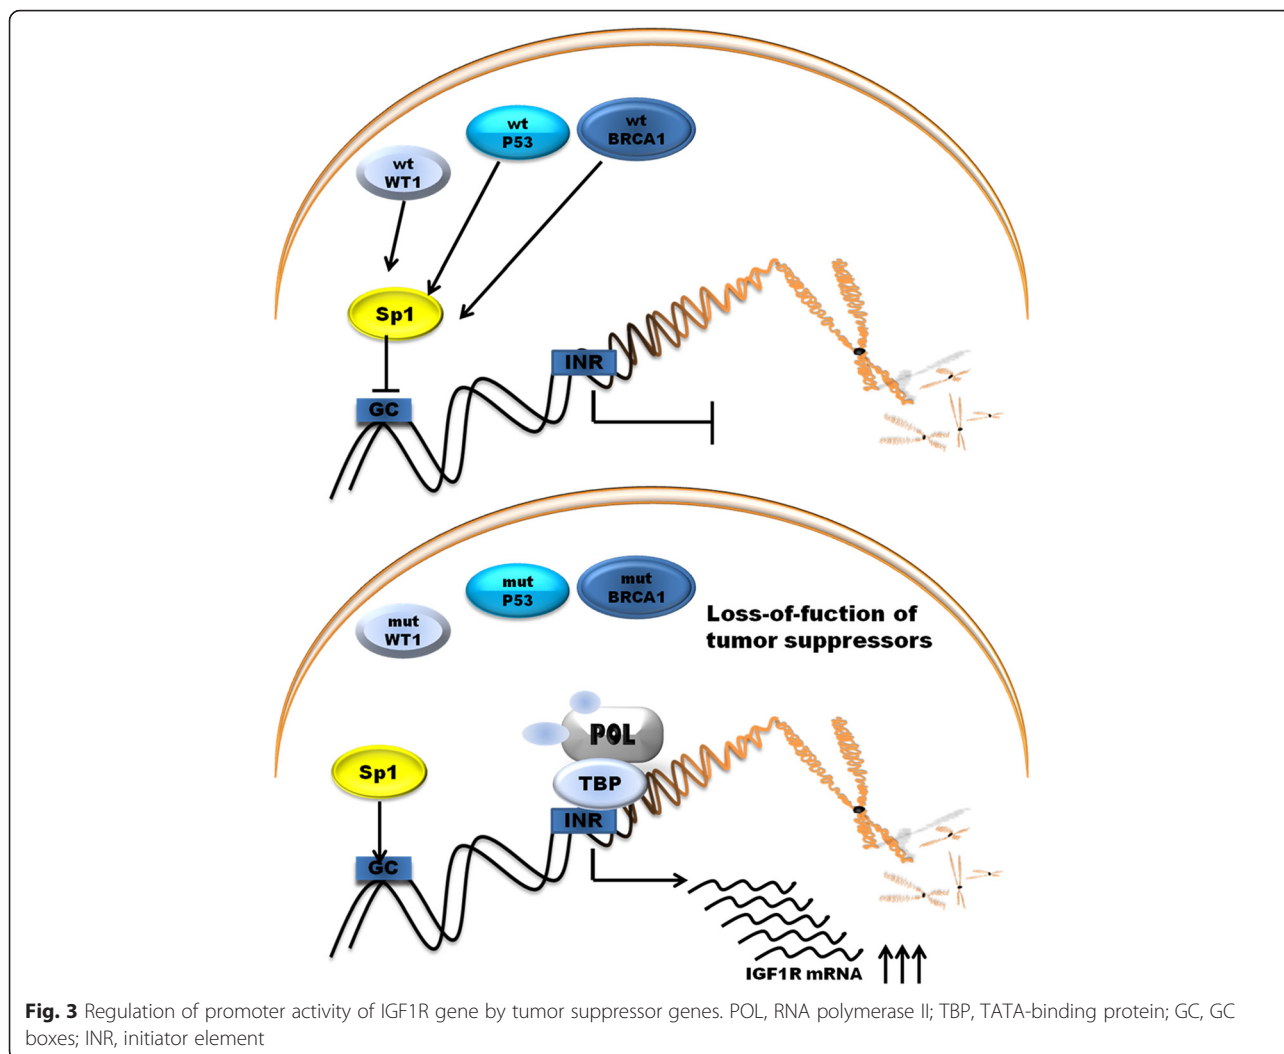 wt
P53
wt
BRCA1
wt
WT1
Sp1
INR
GC
mut
P53
mut
BRCA1
Loss-of-fuction of
tumor suppressors
mut
WT1
POL
Sp1
TBP
INR
GC
IGF1R mRNA
Fig. 3 Regulation of promoter activity of IGF1R gene by tumor suppressor genes. POL, RNA polymerase II; TBP, TATA-binding protein; GC, GC
boxes; INR, initiator element